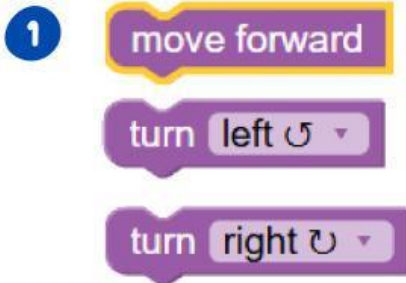 1
move forward
turn left ↺ ▾
turn right ↻ ▾